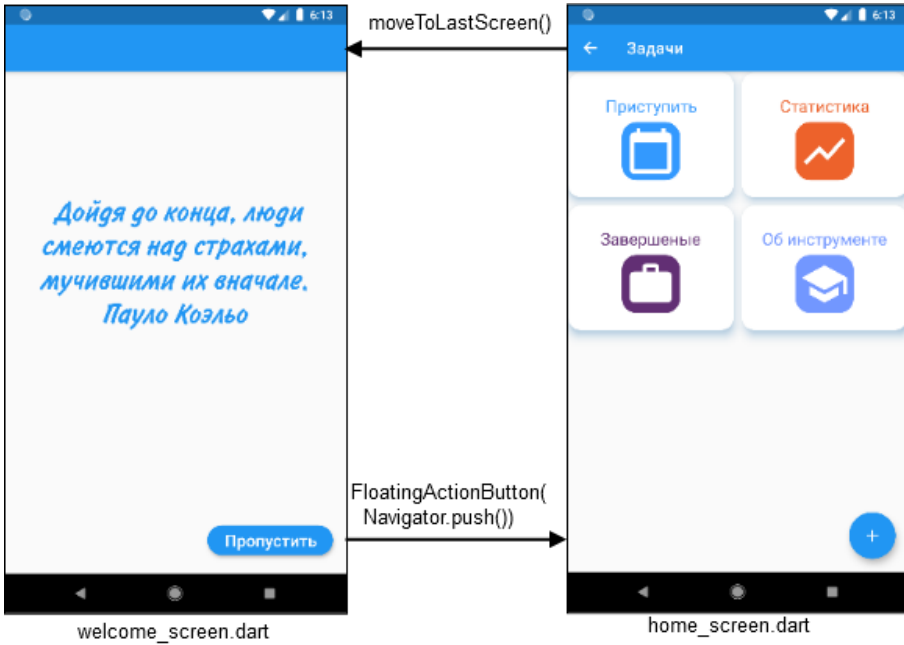 6:13
Дойдя до конца, люди
смеются над страхами,
мучившими их вначале.
Пауло Коэльо
Пропустить
welcome_screen.dart
moveToLastScreen()
FloatingActionButton(
Navigator.push())
6:13
Задачи
Приступить
Статистика
Завершеные
Об инструменте
+
home_screen.dart